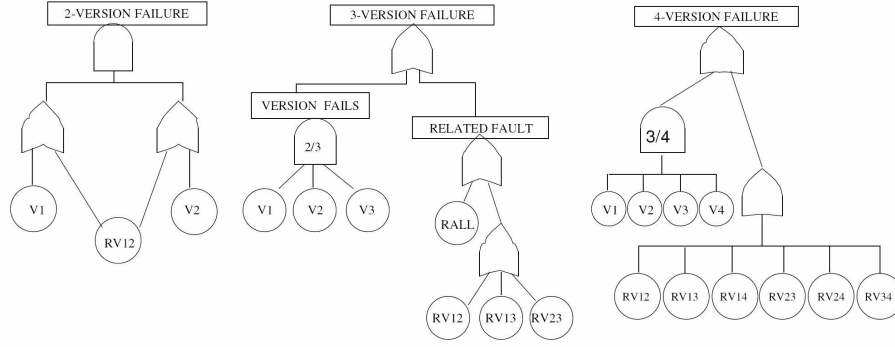 2-VERSION FAILURE
V1
V2
RV12
3-VERSION FAILURE
VERSION FAILS
2/3
V1
V2
V3
RELATED FAULT
RALL
RV12
RV13
RV23
4-VERSION FAILURE
3/4
V1
V2
V3
V4
RV12
RV13
RV14
RV23
RV24
RV34